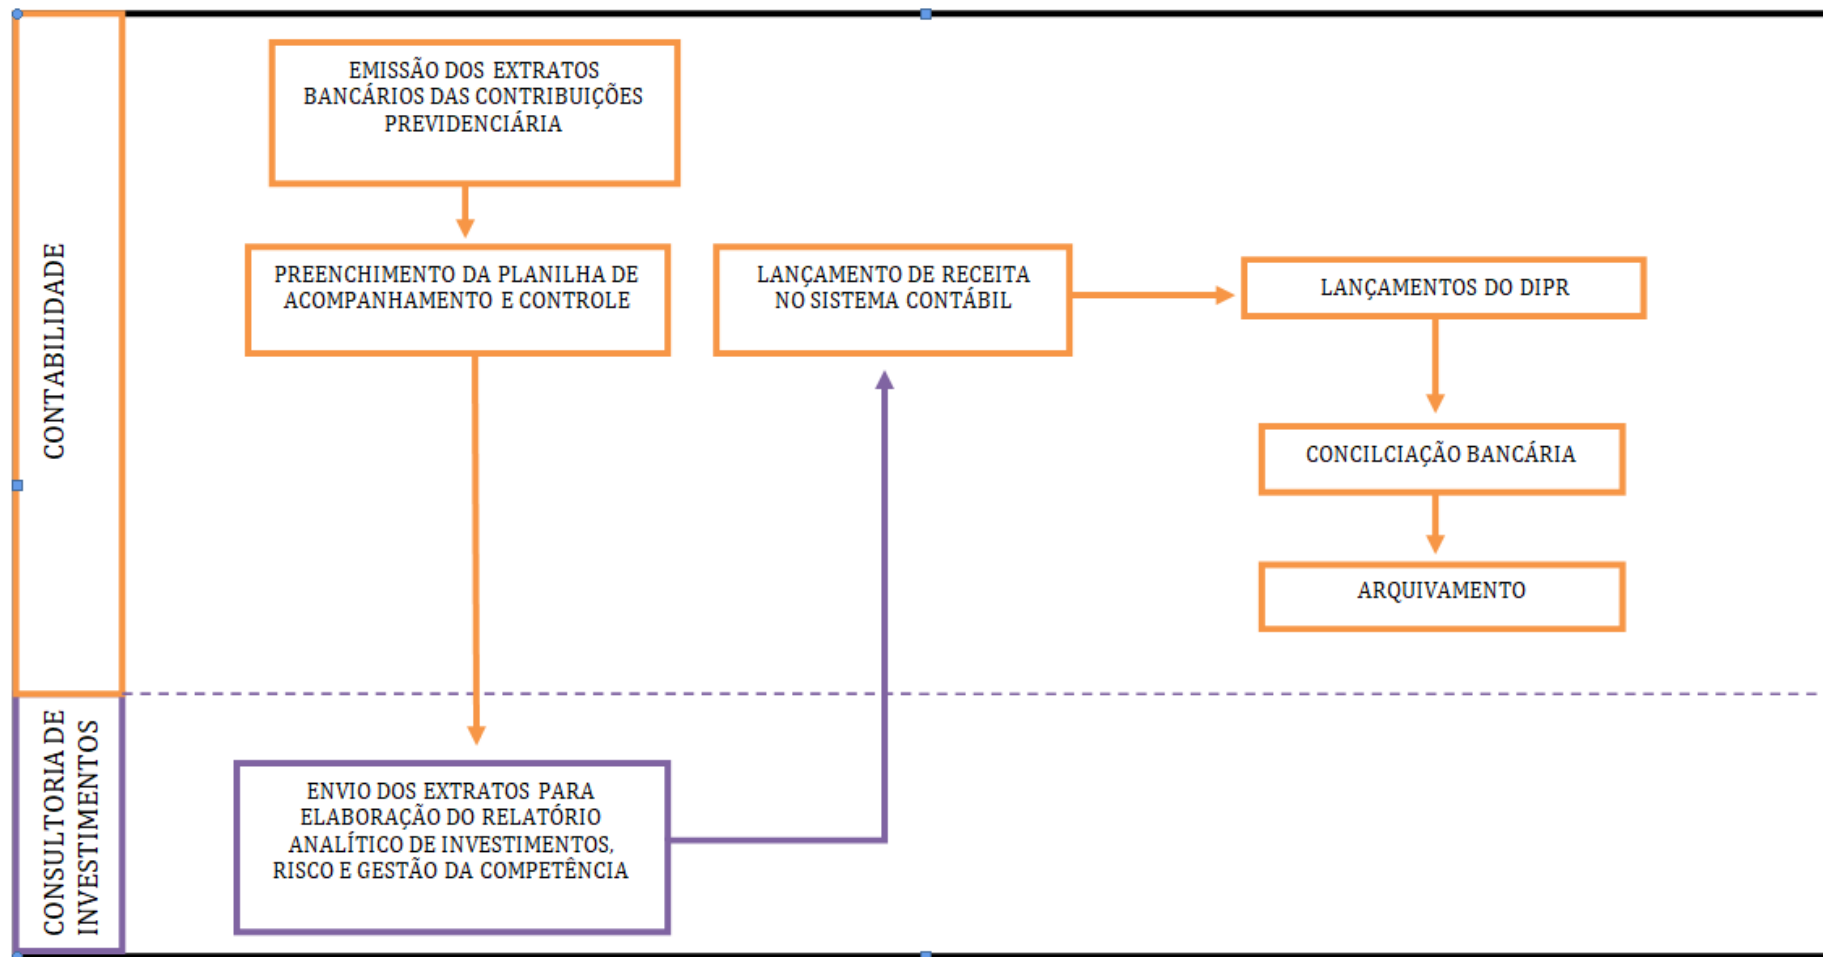 CONTABILIDADE
EMISSÃO DOS EXTRATOS
BANCÁRIOS DAS CONTRIBUIÇÕES
PREVIDENCIÁRIA
PREENCHIMENTO DA PLANILHA DE
ACOMPANHAMENTO E CONTROLE
LANÇAMENTO DE RECEITA
NO SISTEMA CONTÁBIL
LANÇAMENTOS DO DIPR
CONCILCIAÇÃO BANCÁRIA
ARQUIVAMENTO
CONSULTORIA DE
INVESTIMENTOS
ENVIO DOS EXTRATOS PARA
ELABORAÇÃO DO RELATÓRIO
ANALÍTICO DE INVESTIMENTOS,
RISCO E GESTÃO DA COMPETÊNCIA